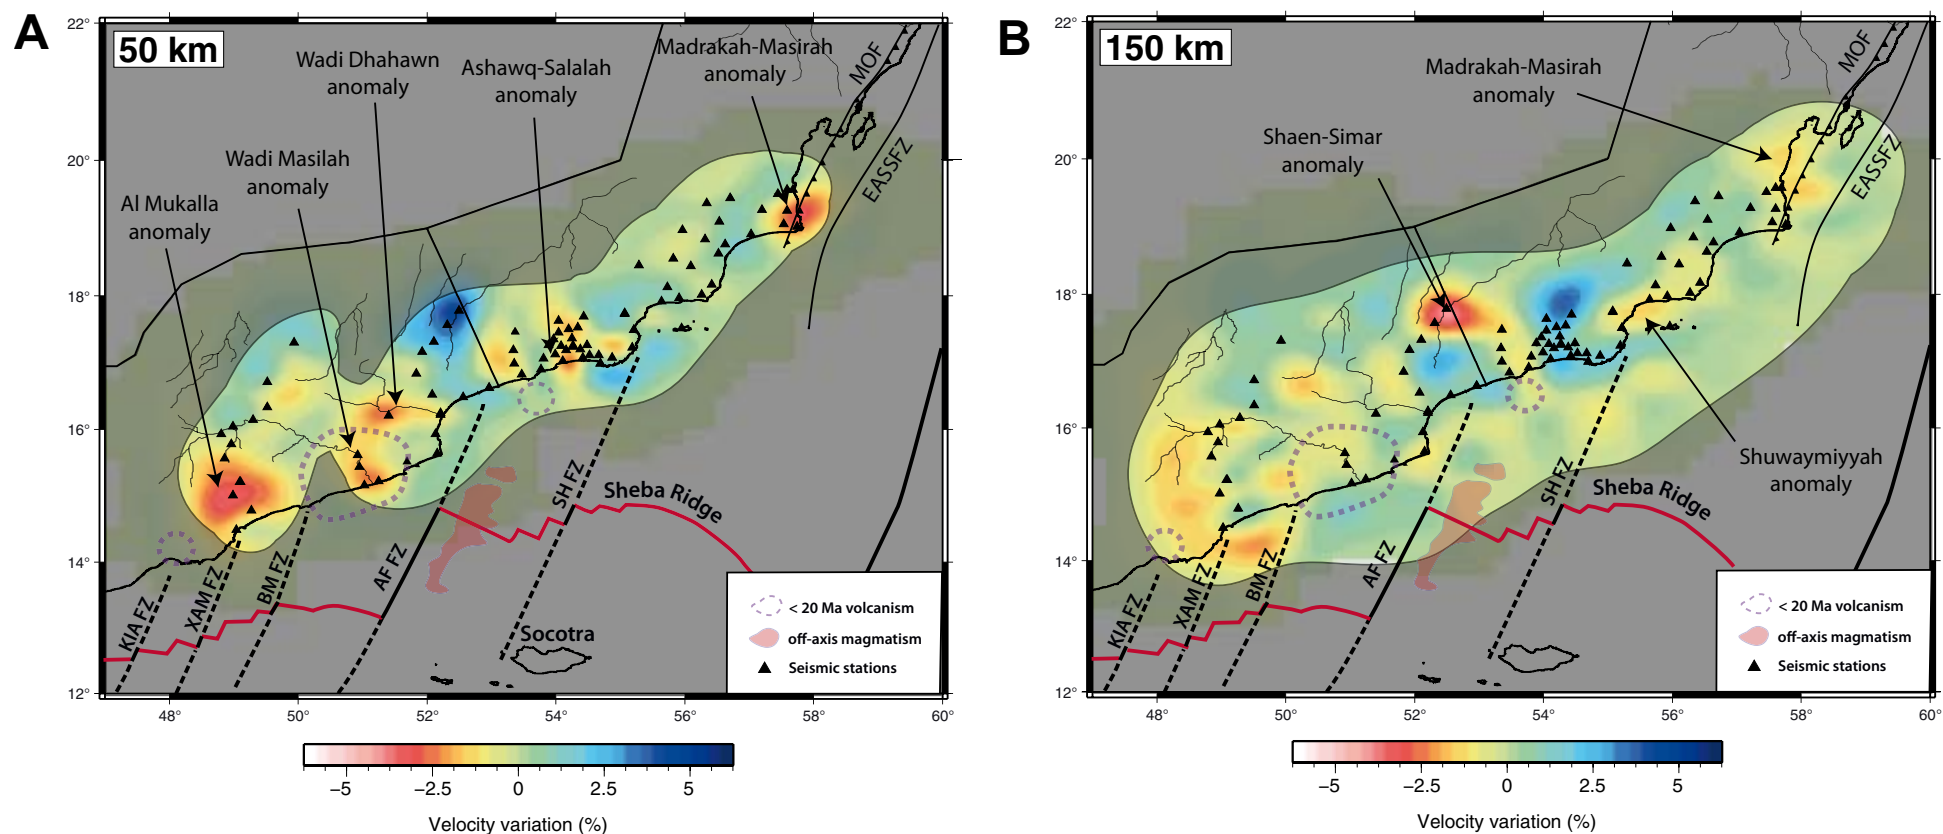 A
50 km
Wadi Dhahawn
anomaly
Ashawq-Salalah
anomaly
Madrakah-Masirah
anomaly
MOF
EASSFZ
Wadi Masilah
anomaly
Al Mukalla
anomaly
22°
20°
18°
16°
14°
12°
KIA FZ
XAM FZ
BM FZ
AF FZ
SH FZ
Sheba Ridge
Socotra
< 20 Ma volcanism
off-axis magmatism
Seismic stations
48°
50°
52°
54°
56°
58°
60°
−5
−2.5
0
2.5
5
Velocity variation (%)
B
150 km
Madrakah-Masirah
anomaly
MOF
EASSFZ
Shaen-Simar
anomaly
Shuwaymiyyah
anomaly
22°
20°
18°
16°
14°
12°
KIA FZ
XAM FZ
BM FZ
AF FZ
SH FZ
Sheba Ridge
< 20 Ma volcanism
off-axis magmatism
Seismic stations
48°
50°
52°
54°
56°
58°
60°
−5
−2.5
0
2.5
5
Velocity variation (%)